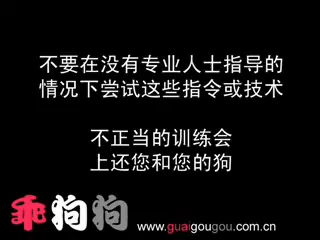 不要在没有专业人士指导的
情况下尝试这些指令或技术
不正当的训练会
上还您和您的狗
乖狗狗
www.guaigougou.com.cn